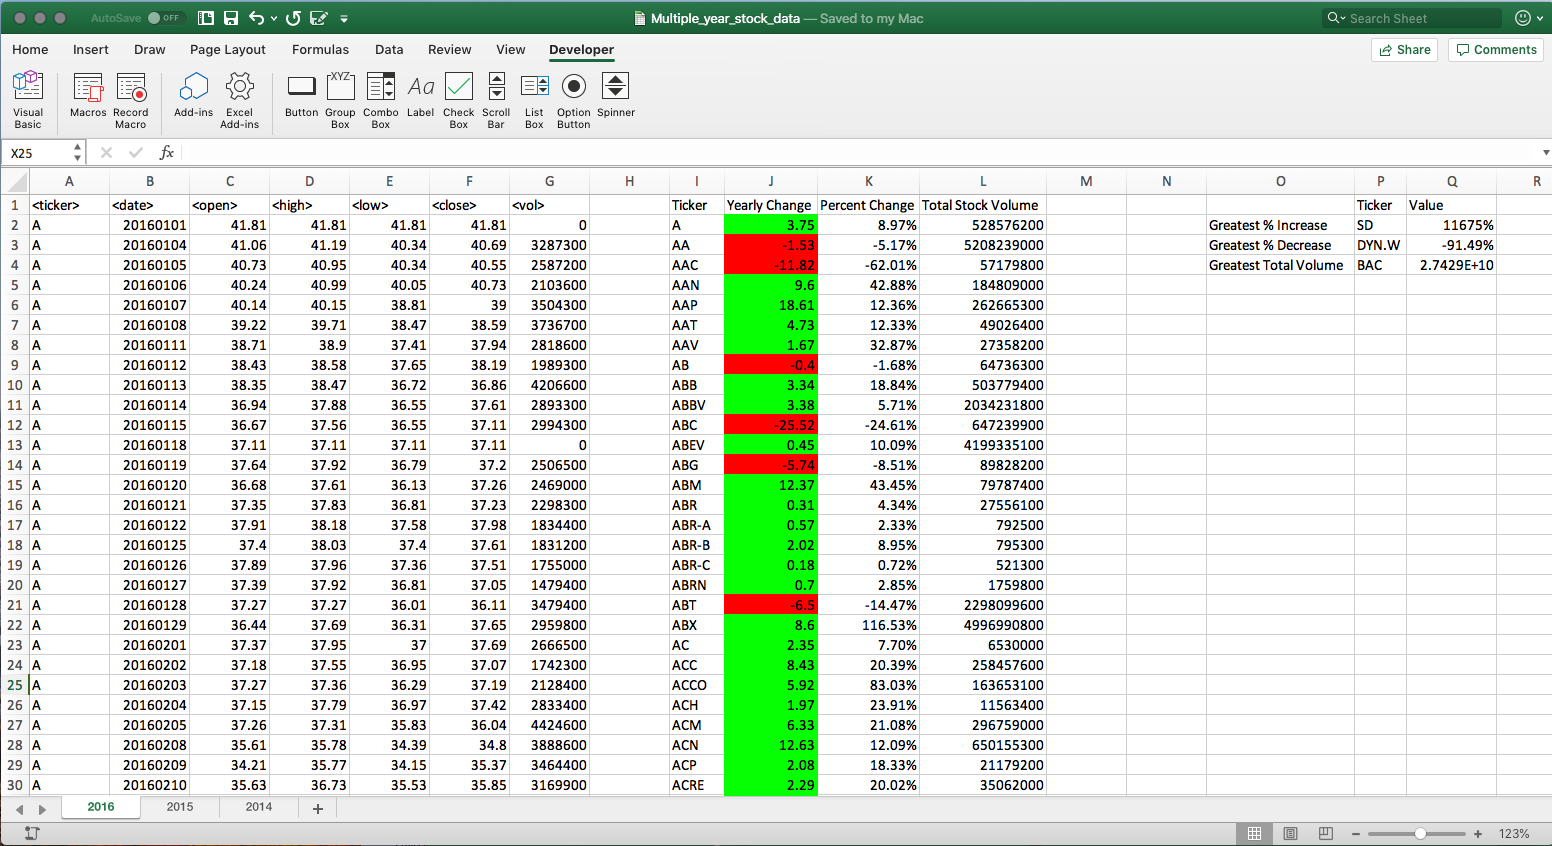 AutoSave OFF Multiple_year_stock_data — Saved to my Mac Search Sheet
Home Insert Draw Page Layout Formulas Data Review View Developer Share Comments
Visual Basic Macros Record Macro Add-ins Excel Add-ins Button XYZ Group Box Combo Box Aa Label Check Box Scroll Bar List Box Option Button Spinner
X25 fx
A B C D E F G H I J K L M N O P Q R
1 <ticker> <date> <open> <high> <low> <close> <vol> Ticker Yearly Change Percent Change Total Stock Volume Ticker Value
2 A 20160101 41.81 41.81 41.81 41.81 0 A 3.75 8.97% 528576200 Greatest % Increase SD 11675%
3 A 20160104 41.06 41.19 40.34 40.69 3287300 AA -1.53 -5.17% 5208239000 Greatest % Decrease DYN.W -91.49%
4 A 20160105 40.73 40.95 40.34 40.55 2587200 AAC -11.82 -62.01% 57179800 Greatest Total Volume BAC 2.7429E+10
5 A 20160106 40.24 40.99 40.05 40.73 2103600 AAN 9.6 42.88% 184809000
6 A 20160107 40.14 40.15 38.81 39 3504300 AAP 18.61 12.36% 262665300
7 A 20160108 39.22 39.71 38.47 38.59 3736700 AAT 4.73 12.33% 49026400
8 A 20160111 38.71 38.9 37.41 37.94 2818600 AAV 1.67 32.87% 27358200
9 A 20160112 38.43 38.58 37.65 38.19 1989300 AB -0.4 -1.68% 64736300
10 A 20160113 38.35 38.47 36.72 36.86 4206600 ABB 3.34 18.84% 503779400
11 A 20160114 36.94 37.88 36.55 37.61 2893300 ABBV 3.38 5.71% 2034231800
12 A 20160115 36.67 37.56 36.55 37.11 2994300 ABC -25.52 -24.61% 647239900
13 A 20160118 37.11 37.11 37.11 37.11 0 ABEV 0.45 10.09% 4199335100
14 A 20160119 37.64 37.92 36.79 37.2 2506500 ABG -5.74 -8.51% 89828200
15 A 20160120 36.68 37.61 36.13 37.26 2469000 ABM 12.37 43.45% 79787400
16 A 20160121 37.35 37.83 36.81 37.23 2298300 ABR 0.31 4.34% 27556100
17 A 20160122 37.91 38.18 37.58 37.98 1834400 ABR-A 0.57 2.33% 792500
18 A 20160125 37.4 38.03 37.4 37.61 1831200 ABR-B 2.02 8.95% 795300
19 A 20160126 37.89 37.96 37.36 37.51 1755000 ABR-C 0.18 0.72% 521300
20 A 20160127 37.39 37.92 36.81 37.05 1479400 ABRN 0.7 2.85% 1759800
21 A 20160128 37.27 37.27 36.01 36.11 3479400 ABT -6.5 -14.47% 2298099600
22 A 20160129 36.44 37.69 36.31 37.65 2959800 ABX 8.6 116.53% 4996990800
23 A 20160201 37.37 37.95 37 37.69 2666500 AC 2.35 7.70% 6530000
24 A 20160202 37.18 37.55 36.95 37.07 1742300 ACC 8.43 20.39% 258457600
25 A 20160203 37.27 37.36 36.29 37.19 2128400 ACCO 5.92 83.03% 163653100
26 A 20160204 37.15 37.79 36.97 37.42 2833400 ACH 1.97 23.91% 11563400
27 A 20160205 37.26 37.31 35.83 36.04 4424600 ACM 6.33 21.08% 296759000
28 A 20160208 35.61 35.78 34.39 34.8 3888600 ACN 12.63 12.09% 650155300
29 A 20160209 34.21 35.77 34.15 35.37 3464400 ACP 2.08 18.33% 21179200
30 A 20160210 35.63 36.73 35.53 35.85 3169900 ACRE 2.29 20.02% 35062000
2016 2015 2014 +
123%